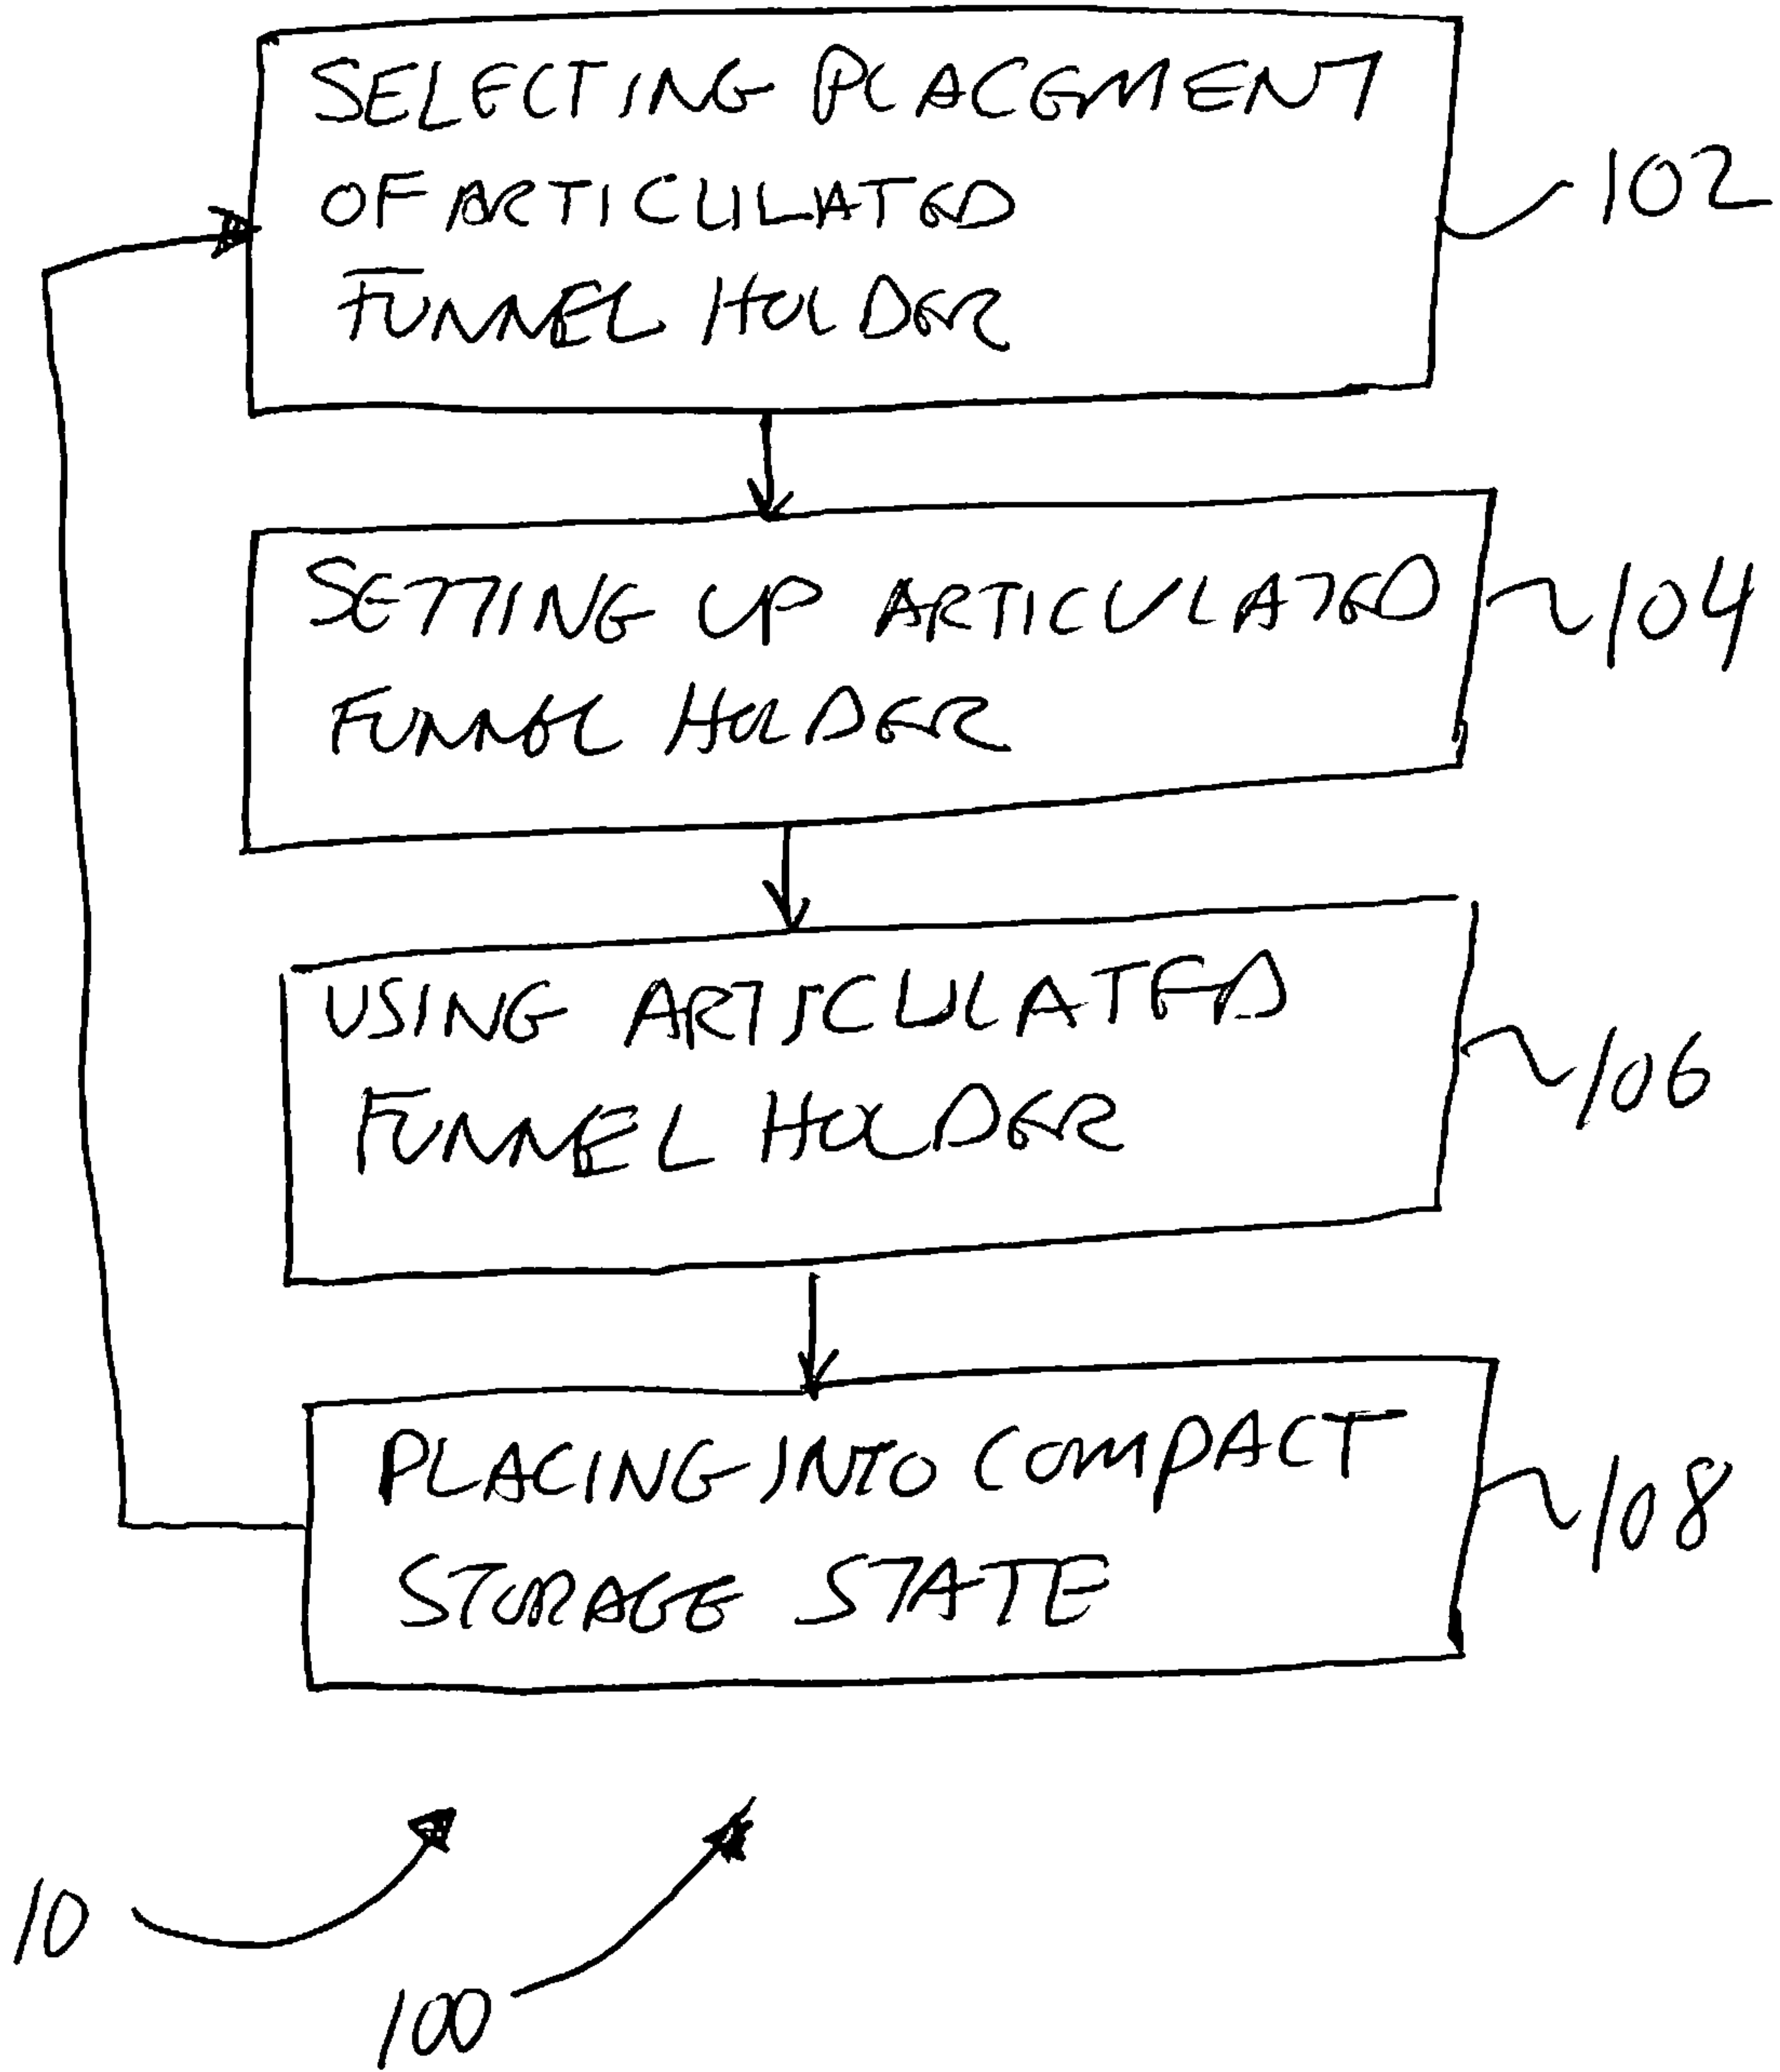 SELECTING PLACEMENT
OF ARTICULATED
FUNNEL HOLDER
102
SETTING UP ARTICULATED
FUNNEL HOLDER
104
USING ARTICULATED
FUNNEL HOLDER
106
PLACING INTO COMPACT
STORAGE STATE
108
10
100